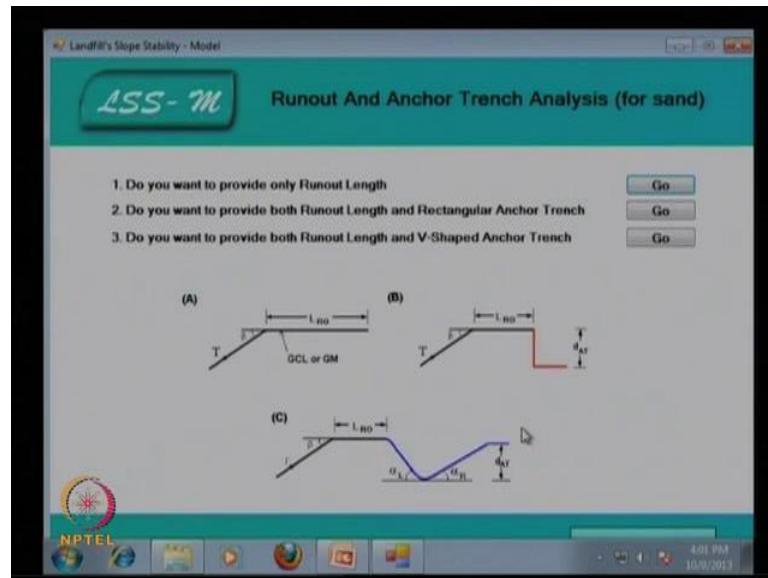 Landfill's Slope Stability - Model
LSS-M
Runout And Anchor Trench Analysis (for sand)
1. Do you want to provide only Runout Length
Go
2. Do you want to provide both Runout Length and Rectangular Anchor Trench
Go
3. Do you want to provide both Runout Length and V-Shaped Anchor Trench
Go
(A)
L RO
β
T
GCL or GM
(B)
L RO
β
T
d AT
(C)
L RO
β
T
α L
α R
d AT
NPTEL
4:01 PM
10/9/2013